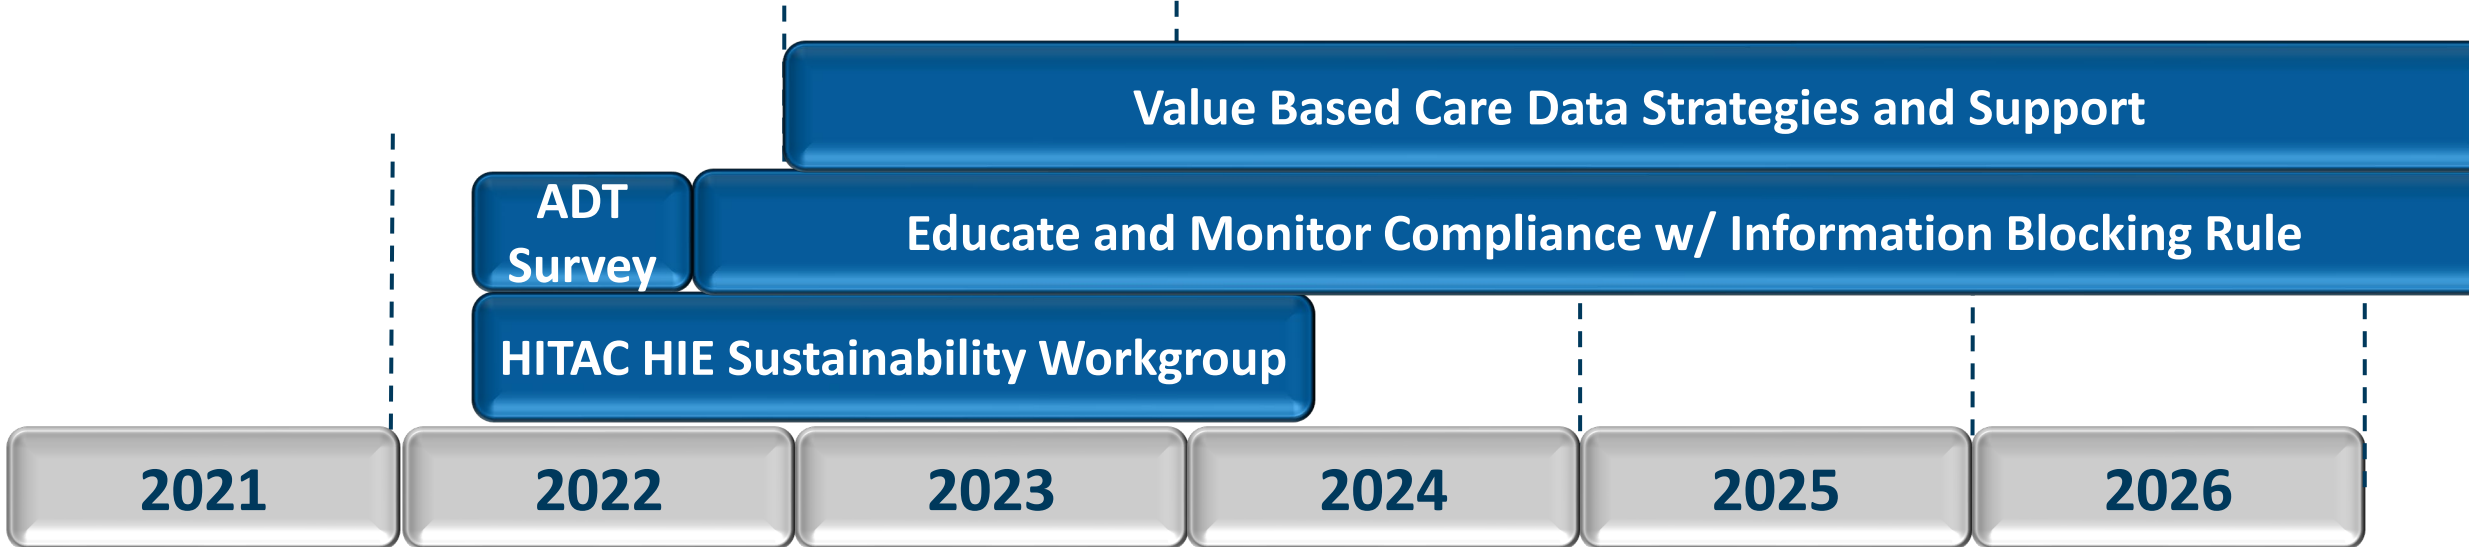 Value Based Care Data Strategies and Support
ADT
Survey
Educate and Monitor Compliance w/ Information Blocking Rule
HITAC HIE Sustainability Workgroup
2021
2022
2023
2024
2025
2026